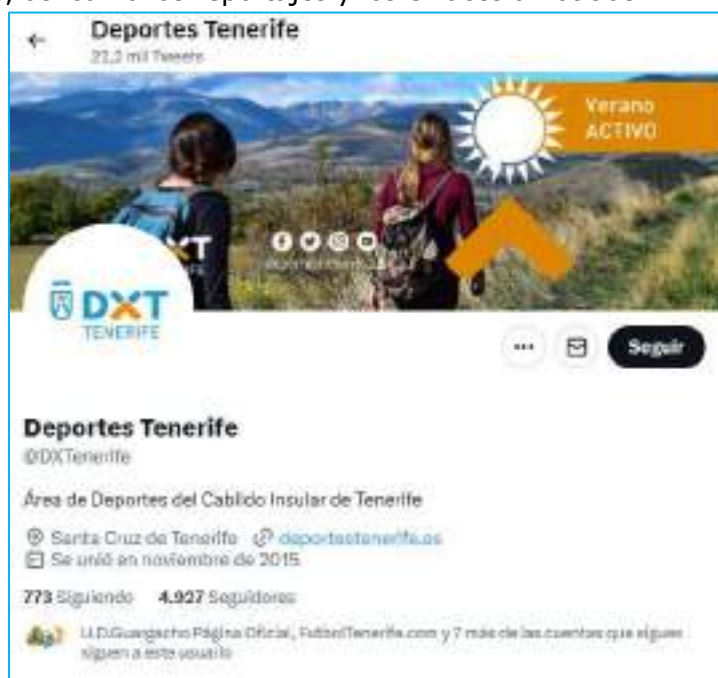 Deportes Tenerife
mil Tweets
Verano
ACTIVO
DXT
TENERIFE
Seguir
Deportes Tenerife
@DXTenerife
Área de Deportes del Cabildo Insular de Tenerife
Santa Cruz de Tenerife deportestenerife.es
Se unió en noviembre de 2015
773 Siguiendo 4.927 Seguidores
U.D.Guargacho Página Oficial, FutbolTenerife.com y 7 más de las cuentas que sigues
siguen a este usuario